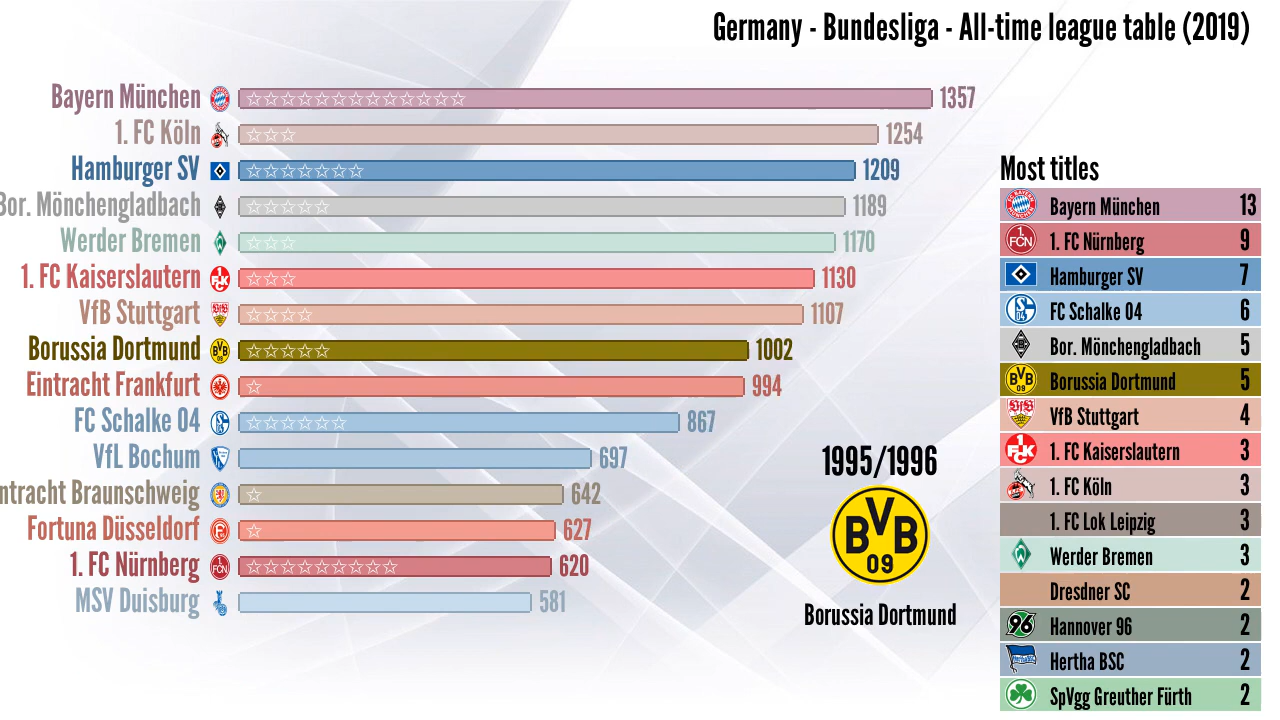 Germany - Bundesliga - All-time league table (2019)
Bayern München 1357
1. FC Köln 1254
Hamburger SV 1209
Bor. Mönchengladbach 1189
Werder Bremen 1170
1. FC Kaiserslautern 1130
VfB Stuttgart 1107
Borussia Dortmund BVB 09 1002
Eintracht Frankfurt 994
FC Schalke 04 867
VfL Bochum 697
ntracht Braunschweig 642
Fortuna Düsseldorf 627
1. FC Nürnberg 620
MSV Duisburg 581
1995/1996
BVB
09
Borussia Dortmund
Most titles
Bayern München 13
1. FC Nürnberg 9
Hamburger SV 7
FC Schalke 04 6
Bor. Mönchengladbach 5
BVB 09 Borussia Dortmund 5
VfB Stuttgart 4
1. FC Kaiserslautern 3
1. FC Köln 3
1. FC Lok Leipzig 3
Werder Bremen 3
Dresdner SC 2
96 Hannover 96 2
Hertha BSC 2
SpVgg Greuther Fürth 2